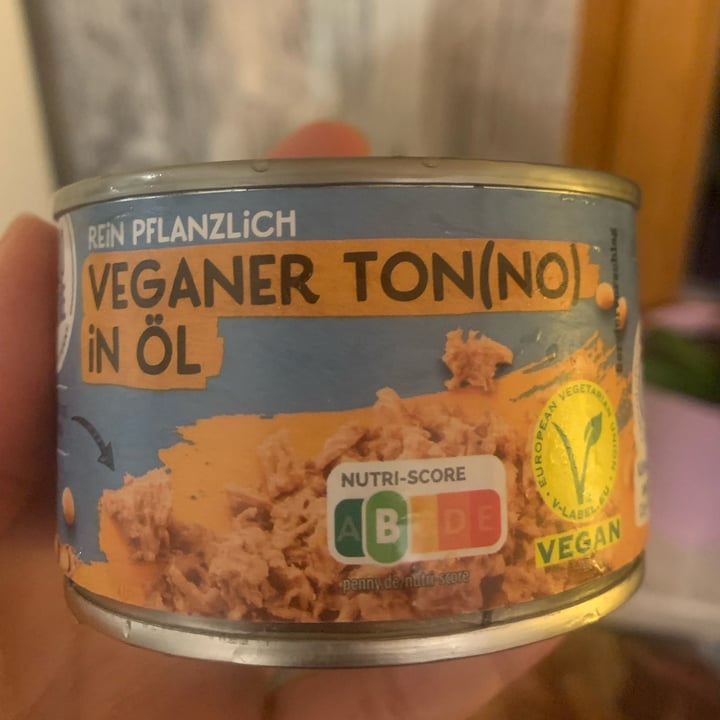 REiN PFLANZLiCH
VEGANER TON(NO)
iN ÖL
NUTRI-SCORE
A B C D E
penny.de/nutri-score
EUROPEAN VEGETARIAN UNION
V-LABEL.EU
VEGAN